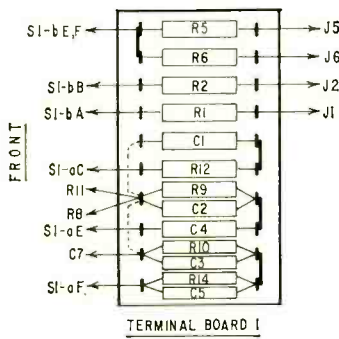 S1-bE,F R5 J5
R6 J6
S1-bB R2 J2
S1-bA R1 J1
FRONT
C1
S1-aC R12
R11 R9
R8 C2
S1-aE C4
C7 R10
C3
S1-aF R14
C5
TERMINAL BOARD I